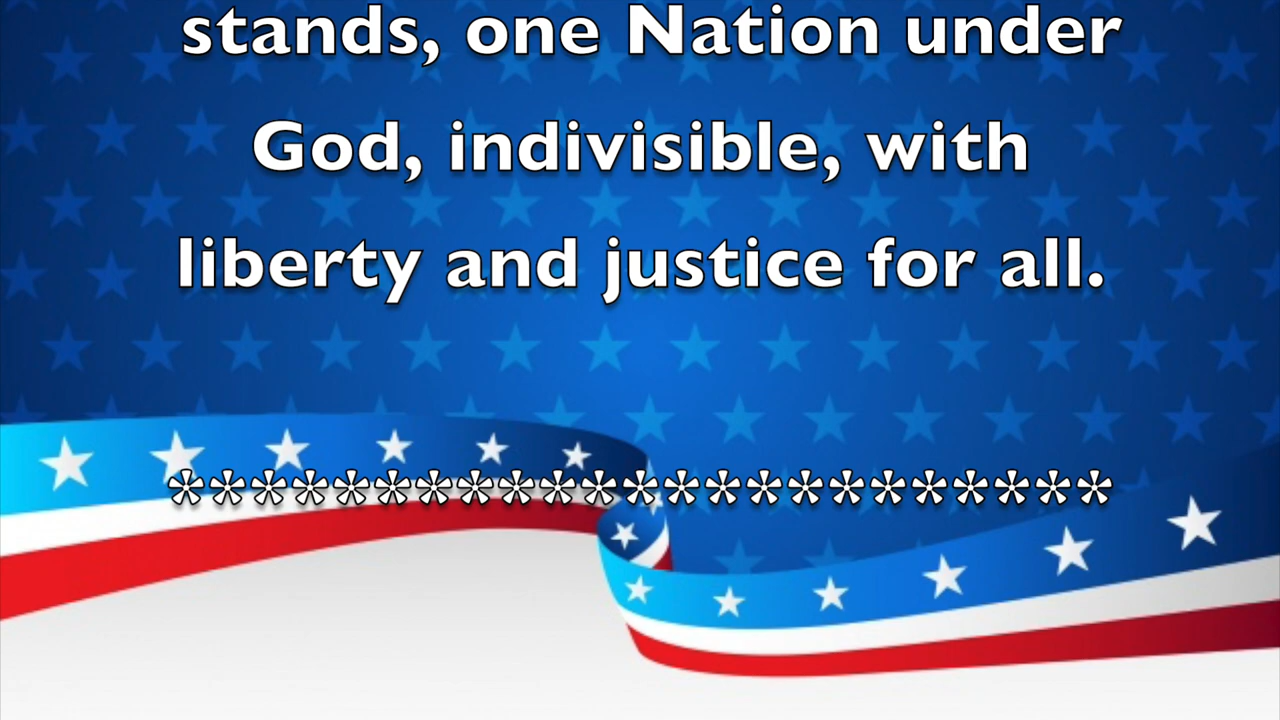 stands, one Nation under
God, indivisible, with
liberty and justice for all.
***********************